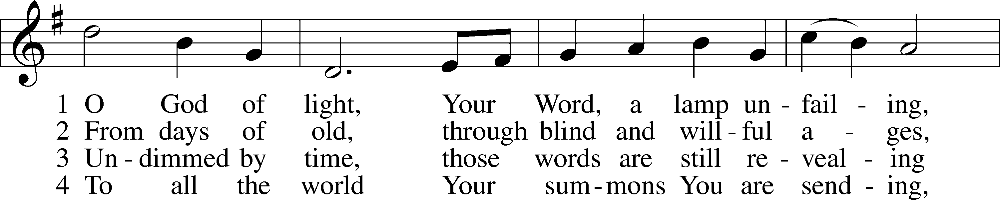 1 O God of light, Your Word, a lamp un - fail - ing,
2 From days of old, through blind and will - ful a - ges,
3 Un - dimmed by time, those words are still re - veal - ing
4 To all the world Your sum - mons You are send - ing,